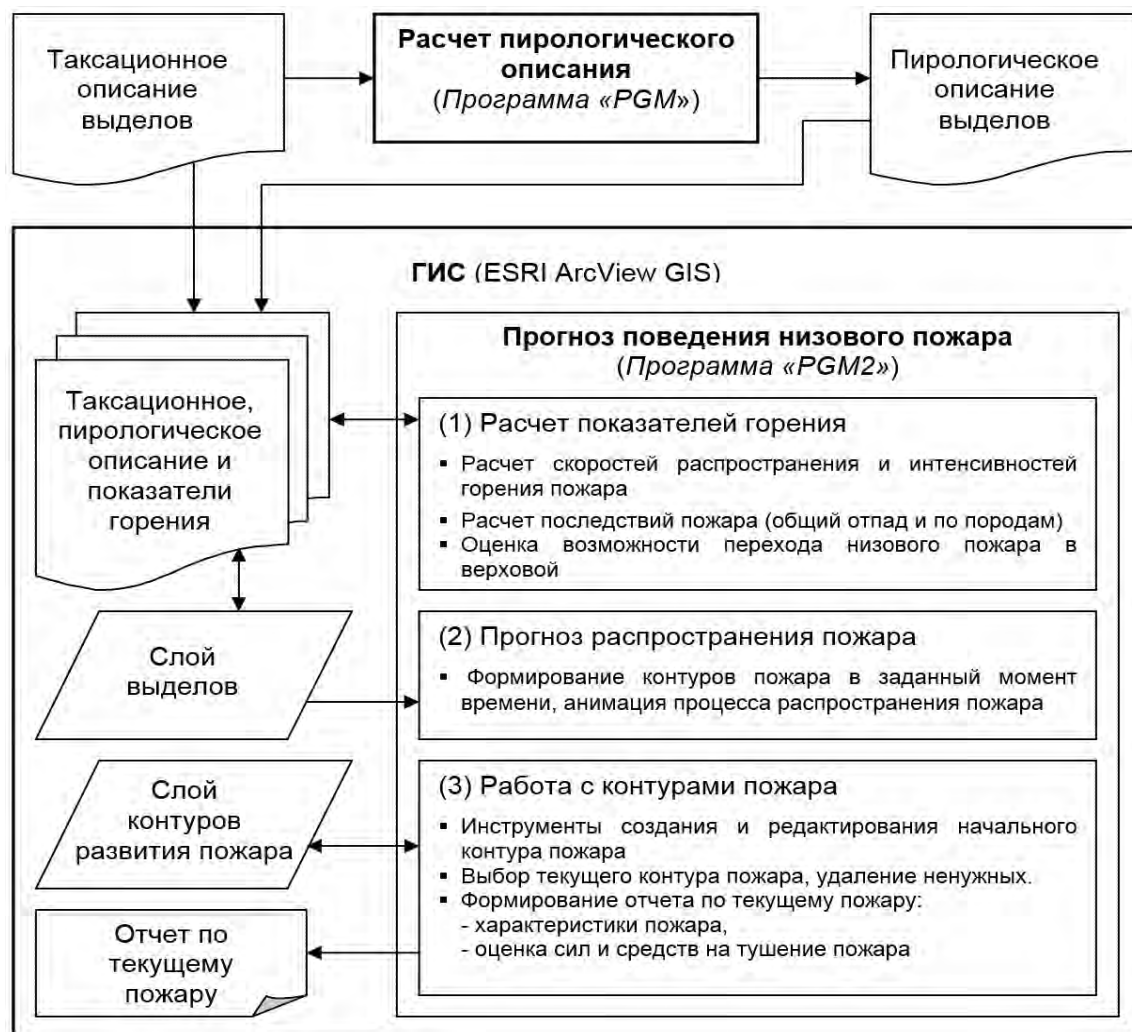 Таксационное
описание
выделов
Расчет пирологического
описания
(Программа «PGM»)
Пирологическое
описание
выделов
ГИС (ESRI ArcView GIS)
Таксационное,
пирологическое
описание и
показатели
горения
Слой
выделов
Слой
контуров
развития пожара
Отчет по
текущему
пожару
Прогноз поведения низового пожара
(Программа «PGM2»)
(1) Расчет показателей горения
▪ Расчет скоростей распространения и интенсивностей
горения пожара
▪ Расчет последствий пожара (общий отпад и по породам)
▪ Оценка возможности перехода низового пожара в
верховой
(2) Прогноз распространения пожара
▪ Формирование контуров пожара в заданный момент
времени, анимация процесса распространения пожара
(3) Работа с контурами пожара
▪ Инструменты создания и редактирования начального
контура пожара
▪ Выбор текущего контура пожара, удаление ненужных.
▪ Формирование отчета по текущему пожару:
- характеристики пожара,
- оценка сил и средств на тушение пожара